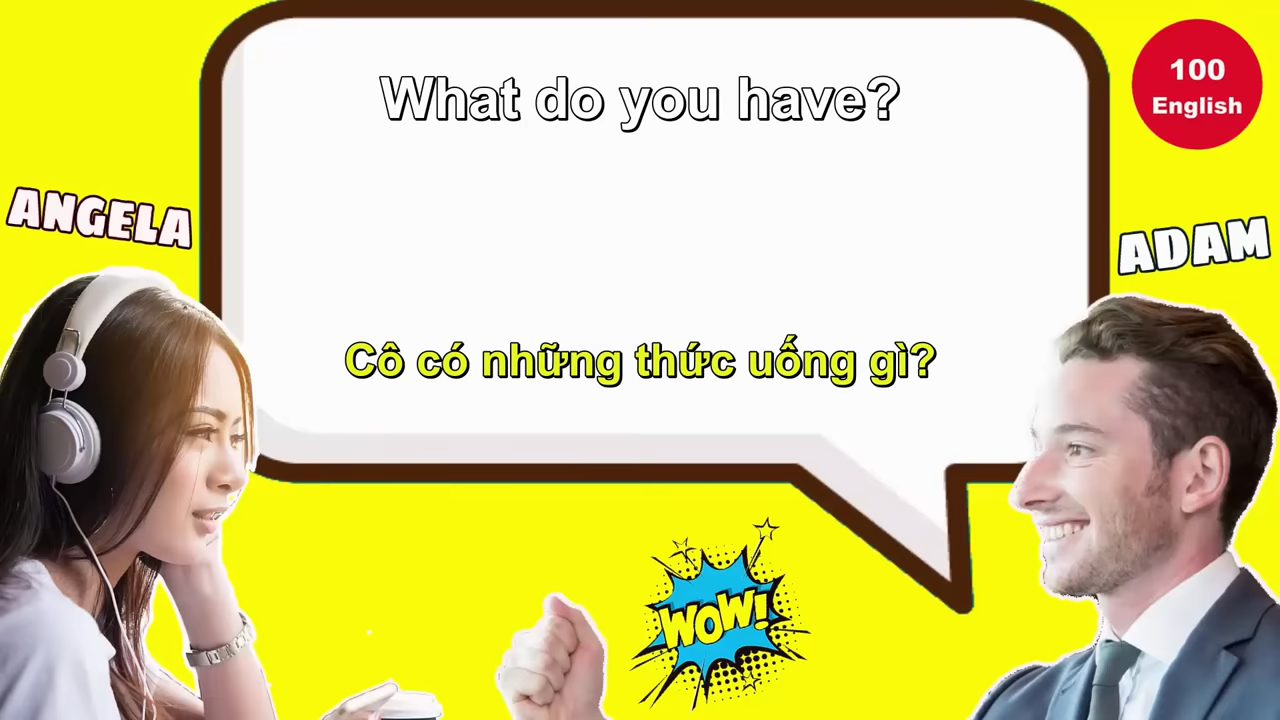 What do you have?
100
English
ANGELA
ADAM
Cô có những thức uống gì?
WOW!